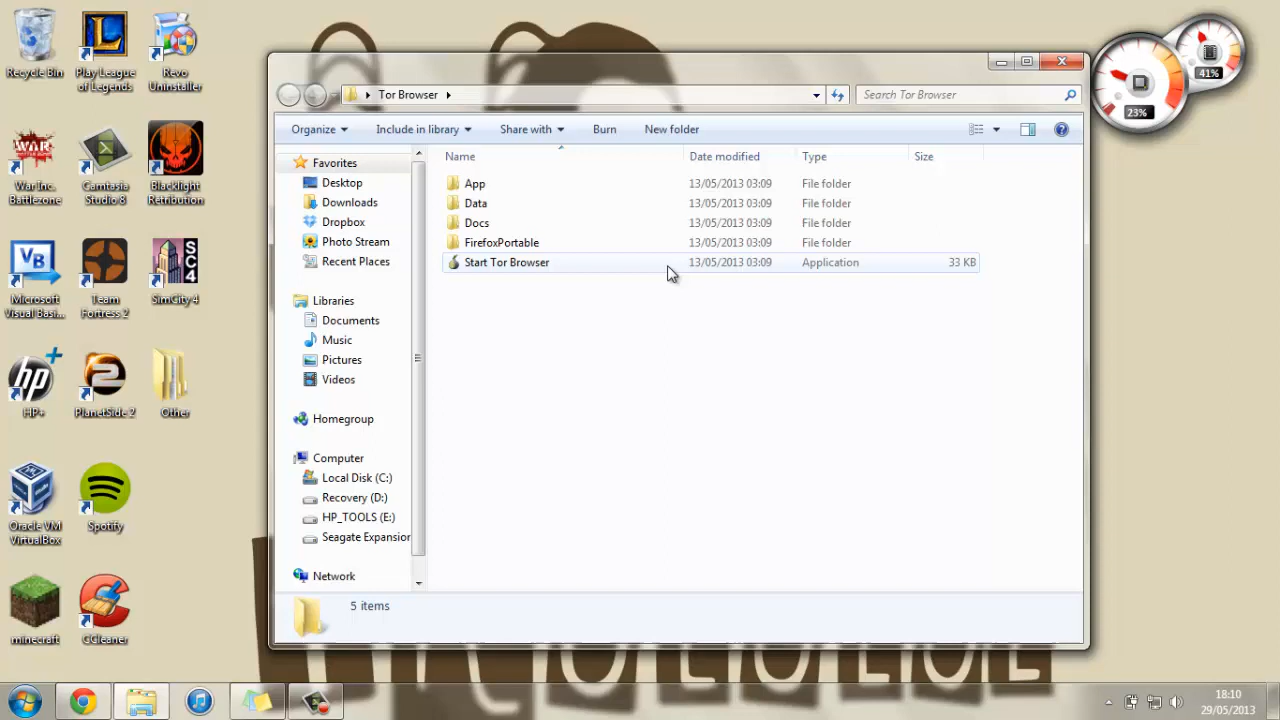 Recycle Bin
Play League
of Legends
Revo
Uninstaller
War Inc.
Battlezone
Camtasia
Studio 8
Blacklight
Retribution
Microsoft
Visual Basi...
Team
Fortress 2
SimCity 4
HP+
PlanetSide 2
Other
Oracle VM
VirtualBox
Spotify
minecraft
CCleaner
Tor Browser
Search Tor Browser
Organize
Include in library
Share with
Burn
New folder
Favorites
Desktop
Downloads
Dropbox
Photo Stream
Recent Places
Libraries
Documents
Music
Pictures
Videos
Homegroup
Computer
Local Disk (C:)
Recovery (D:)
HP_TOOLS (E:)
Seagate Expansion
Network
Name Date modified Type Size
App 13/05/2013 03:09 File folder
Data 13/05/2013 03:09 File folder
Docs 13/05/2013 03:09 File folder
FirefoxPortable 13/05/2013 03:09 File folder
Start Tor Browser 13/05/2013 03:09 Application 33 KB
5 items
23%
41%
18:10
29/05/2013